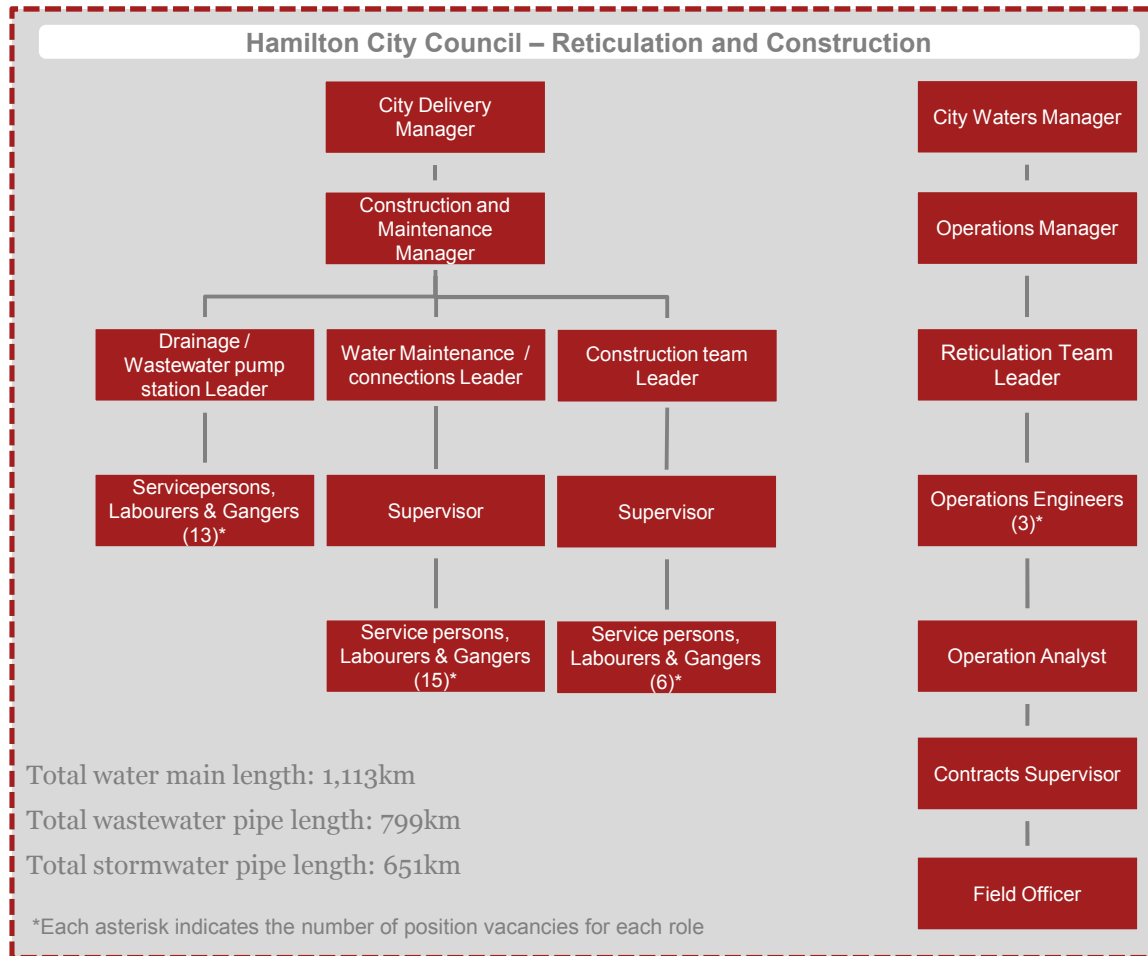 Hamilton City Council – Reticulation and Construction
City Delivery
Manager
City Waters Manager
Construction and
Maintenance
Manager
Operations Manager
Drainage /
Wastewater pump
station Leader
Water Maintenance /
connections Leader
Construction team
Leader
Reticulation Team
Leader
Servicepersons,
Labourers & Gangers
(13)*
Supervisor
Supervisor
Operations Engineers
(3)*
Service persons,
Labourers & Gangers
(15)*
Service persons,
Labourers & Gangers
(6)*
Operation Analyst
Contracts Supervisor
Field Officer
Total water main length: 1,113km
Total wastewater pipe length: 799km
Total stormwater pipe length: 651km
*Each asterisk indicates the number of position vacancies for each role